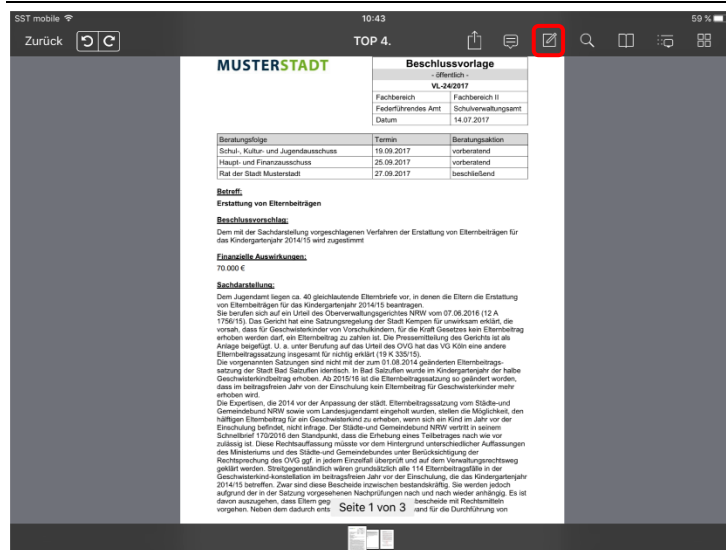 SST mobile 10:43 59 %
Zurück TOP 4.
MUSTERSTADT
Beschlussvorlage
- öffentlich -
VL-24/2017
Fachbereich Fachbereich II
Federführendes Amt Schulverwaltungsamt
Datum 14.07.2017
Beratungsfolge Termin Beratungsaktion
Schul-, Kultur- und Jugendausschuss 19.09.2017 vorberatend
Haupt- und Finanzausschuss 25.09.2017 vorberatend
Rat der Stadt Musterstadt 27.09.2017 beschließend
Betreff:
Erstattung von Elternbeiträgen
Beschlussvorschlag:
Dem mit der Sachdarstellung vorgeschlagenen Verfahren der Erstattung von Elternbeiträgen für
das Kindergartenjahr 2014/15 wird zugestimmt
Finanzielle Auswirkungen:
70.000 €
Sachdarstellung:
Dem Jugendamt liegen ca. 40 gleichlautende Elternbriefe vor, in denen die Eltern die Erstattung
von Elternbeiträgen für das Kindergartenjahr 2014/15 beantragen.
Sie berufen sich auf ein Urteil des Oberverwaltungsgerichtes NRW vom 07.06.2016 (12 A
1756/15). Das Gericht hat eine Satzungsregelung der Stadt Kempen für unwirksam erklärt, die
vorsah, dass für Geschwisterkinder von Vorschulkindern, für die Kraft Gesetzes kein Elternbeitrag
erhoben werden darf, ein Elternbeitrag zu zahlen ist. Die Pressemitteilung des Gerichts ist als
Anlage beigefügt. U. a. unter Berufung auf das Urteil des OVG hat das VG Köln eine andere
Elternbeitragssatzung insgesamt für nichtig erklärt (19 K 335/15).
Die vorgenannten Satzungen sind nicht mit der zum 01.08.2014 geänderten Elternbeitrags-
satzung der Stadt Bad Salzuflen identisch. In Bad Salzuflen wurde im Kindergartenjahr der halbe
Geschwisterkindbeitrag erhoben. Ab 2015/16 ist die Elternbeitragssatzung so geändert worden,
dass im beitragsfreien Jahr von der Einschulung kein Elternbeitrag für Geschwisterkinder mehr
erhoben wird.
Die Expertisen, die 2014 vor der Anpassung der städt. Elternbeitragssatzung vom Städte-und
Gemeindebund NRW sowie vom Landesjugendamt eingeholt wurden, stellen die Möglichkeit, den
hälftigen Elternbeitrag für ein Geschwisterkind zu erheben, wenn sich ein Kind im Jahr vor der
Einschulung befindet, nicht infrage. Der Städte-und Gemeindebund NRW vertritt in seinem
Schnellbrief 170/2016 den Standpunkt, dass die Erhebung eines Teilbetrages nach wie vor
zulässig ist. Diese Rechtsauffassung müsste vor dem Hintergrund unterschiedlicher Auffassungen
des Ministeriums und des Städte-und Gemeindebundes unter Berücksichtigung der
Rechtsprechung des OVG ggf. in jedem Einzelfall überprüft und auf dem Verwaltungsrechtsweg
geklärt werden. Streitgegenständlich wären grundsätzlich alle 114 Elternbeitragsfälle in der
Geschwisterkind-konstellation im beitragsfreien Jahr vor der Einschulung, die das Kindergartenjahr
2014/15 betreffen. Zwar sind diese Bescheide inzwischen bestandskräftig. Sie werden jedoch
aufgrund der in der Satzung vorgesehenen Nachprüfungen nach und nach wieder anhängig. Es ist
davon auszugehen, dass Eltern geg bescheide mit Rechtsmitteln
vorgehen. Neben dem dadurch ents and für die Durchführung von
Seite 1 von 3